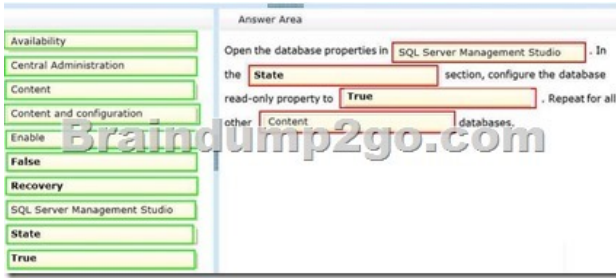 Answer Area
Availability
Central Administration
Content
Content and configuration
Enable
False
Recovery
SQL Server Management Studio
State
True
Open the database properties in SQL Server Management Studio . In
the State section, configure the database
read-only property to True . Repeat for all
other Content databases.
Braindump2go.com